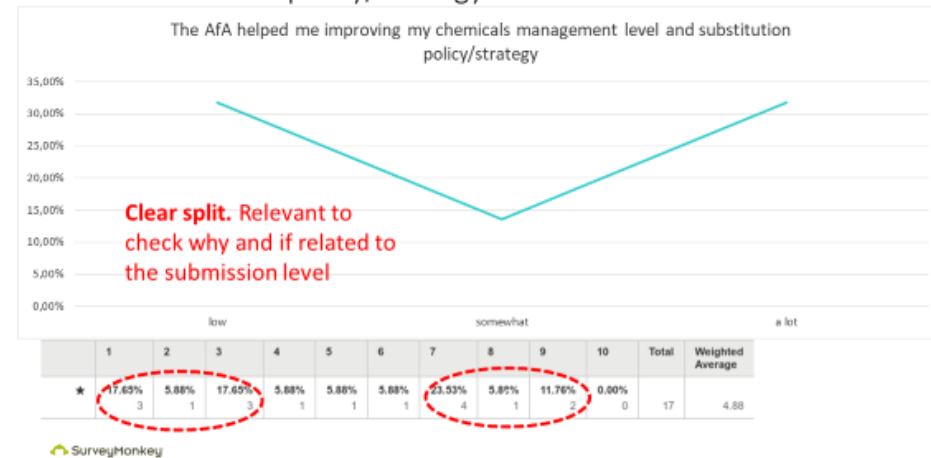 The AfA helped me improving my chemicals management level and substitution
policy/strategy
35,00%
30,00%
25,00%
20,00%
15,00%
10,00%
5,00%
0,00%
Clear split. Relevant to
check why and if related to
the submission level
low somewhat a lot
1 2 3 4 5 6 7 8 9 10 Total Weighted
Average
★ 17.65% 5.88% 17.65% 5.88% 5.88% 5.88% 23.53% 5.88% 11.76% 0.00%
3 1 3 1 1 1 4 1 2 0 17 4.88
SurveyMonkey